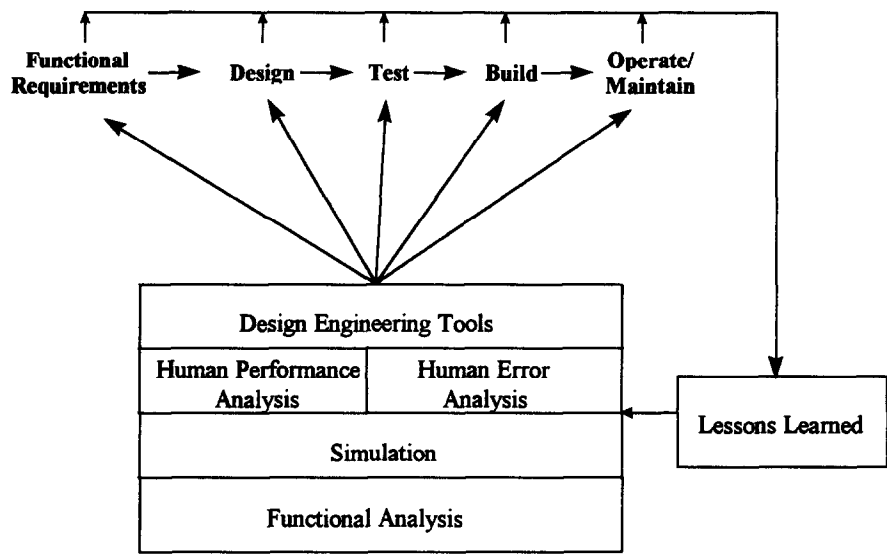 Functional
Requirements
Design
Test
Build
Operate/
Maintain
Design Engineering Tools
Human Performance
Analysis
Human Error
Analysis
Simulation
Functional Analysis
Lessons Learned